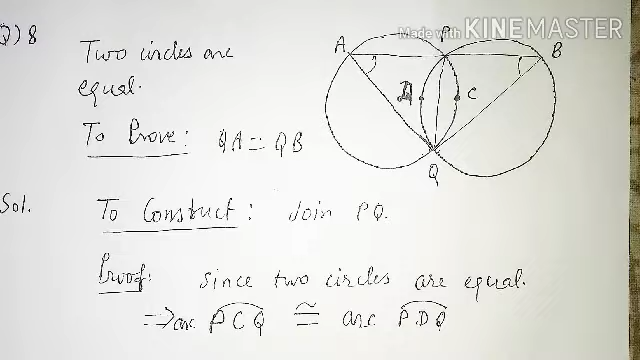 Made with KINEMASTER
Q) 8
Two circles are
equal.
To Prove: QA = QB
A
P
B
D
C
Q
Sol.
To Construct: Join PQ.
Proof: Since two circles are equal.
⇒ arc PCQ ≅ arc PDQ